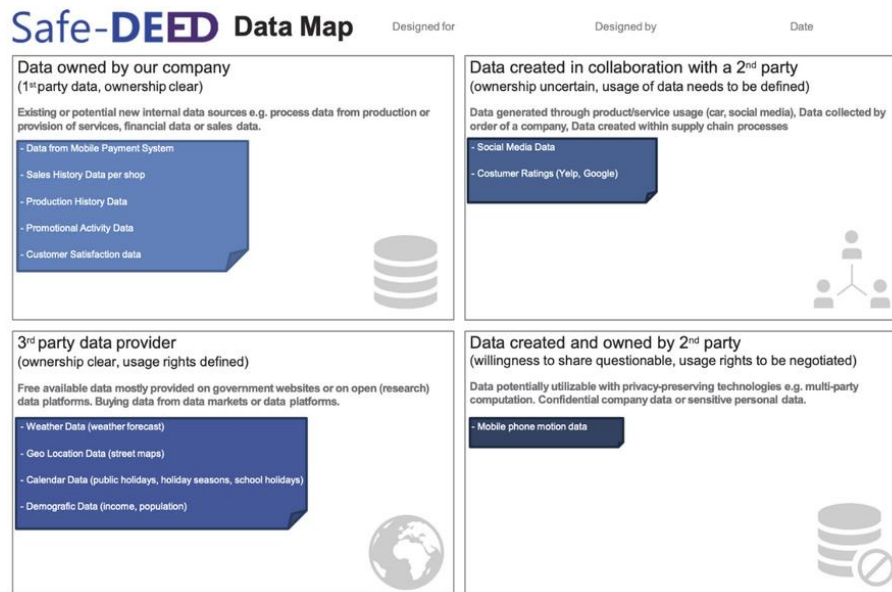 Safe-DEED Data Map
Designed for
Designed by
Date
Data owned by our company
(1st party data, ownership clear)
Existing or potential new internal data sources e.g. process data from production or
provision of services, financial data or sales data.
- Data from Mobile Payment System
- Sales History Data per shop
- Production History Data
- Promotional Activity Data
- Customer Satisfaction data
Data created in collaboration with a 2nd party
(ownership uncertain, usage of data needs to be defined)
Data generated through product/service usage (car, social media), Data collected by
order of a company, Data created within supply chain processes
- Social Media Data
- Costumer Ratings (Yelp, Google)
3rd party data provider
(ownership clear, usage rights defined)
Free available data mostly provided on government websites or on open (research)
data platforms. Buying data from data markets or data platforms.
- Weather Data (weather forecast)
- Geo Location Data (street maps)
- Calendar Data (public holidays, holiday seasons, school holidays)
- Demografic Data (income, population)
Data created and owned by 2nd party
(willingness to share questionable, usage rights to be negotiated)
Data potentially utilizable with privacy-preserving technologies e.g. multi-party
computation. Confidential company data or sensitive personal data.
- Mobile phone motion data